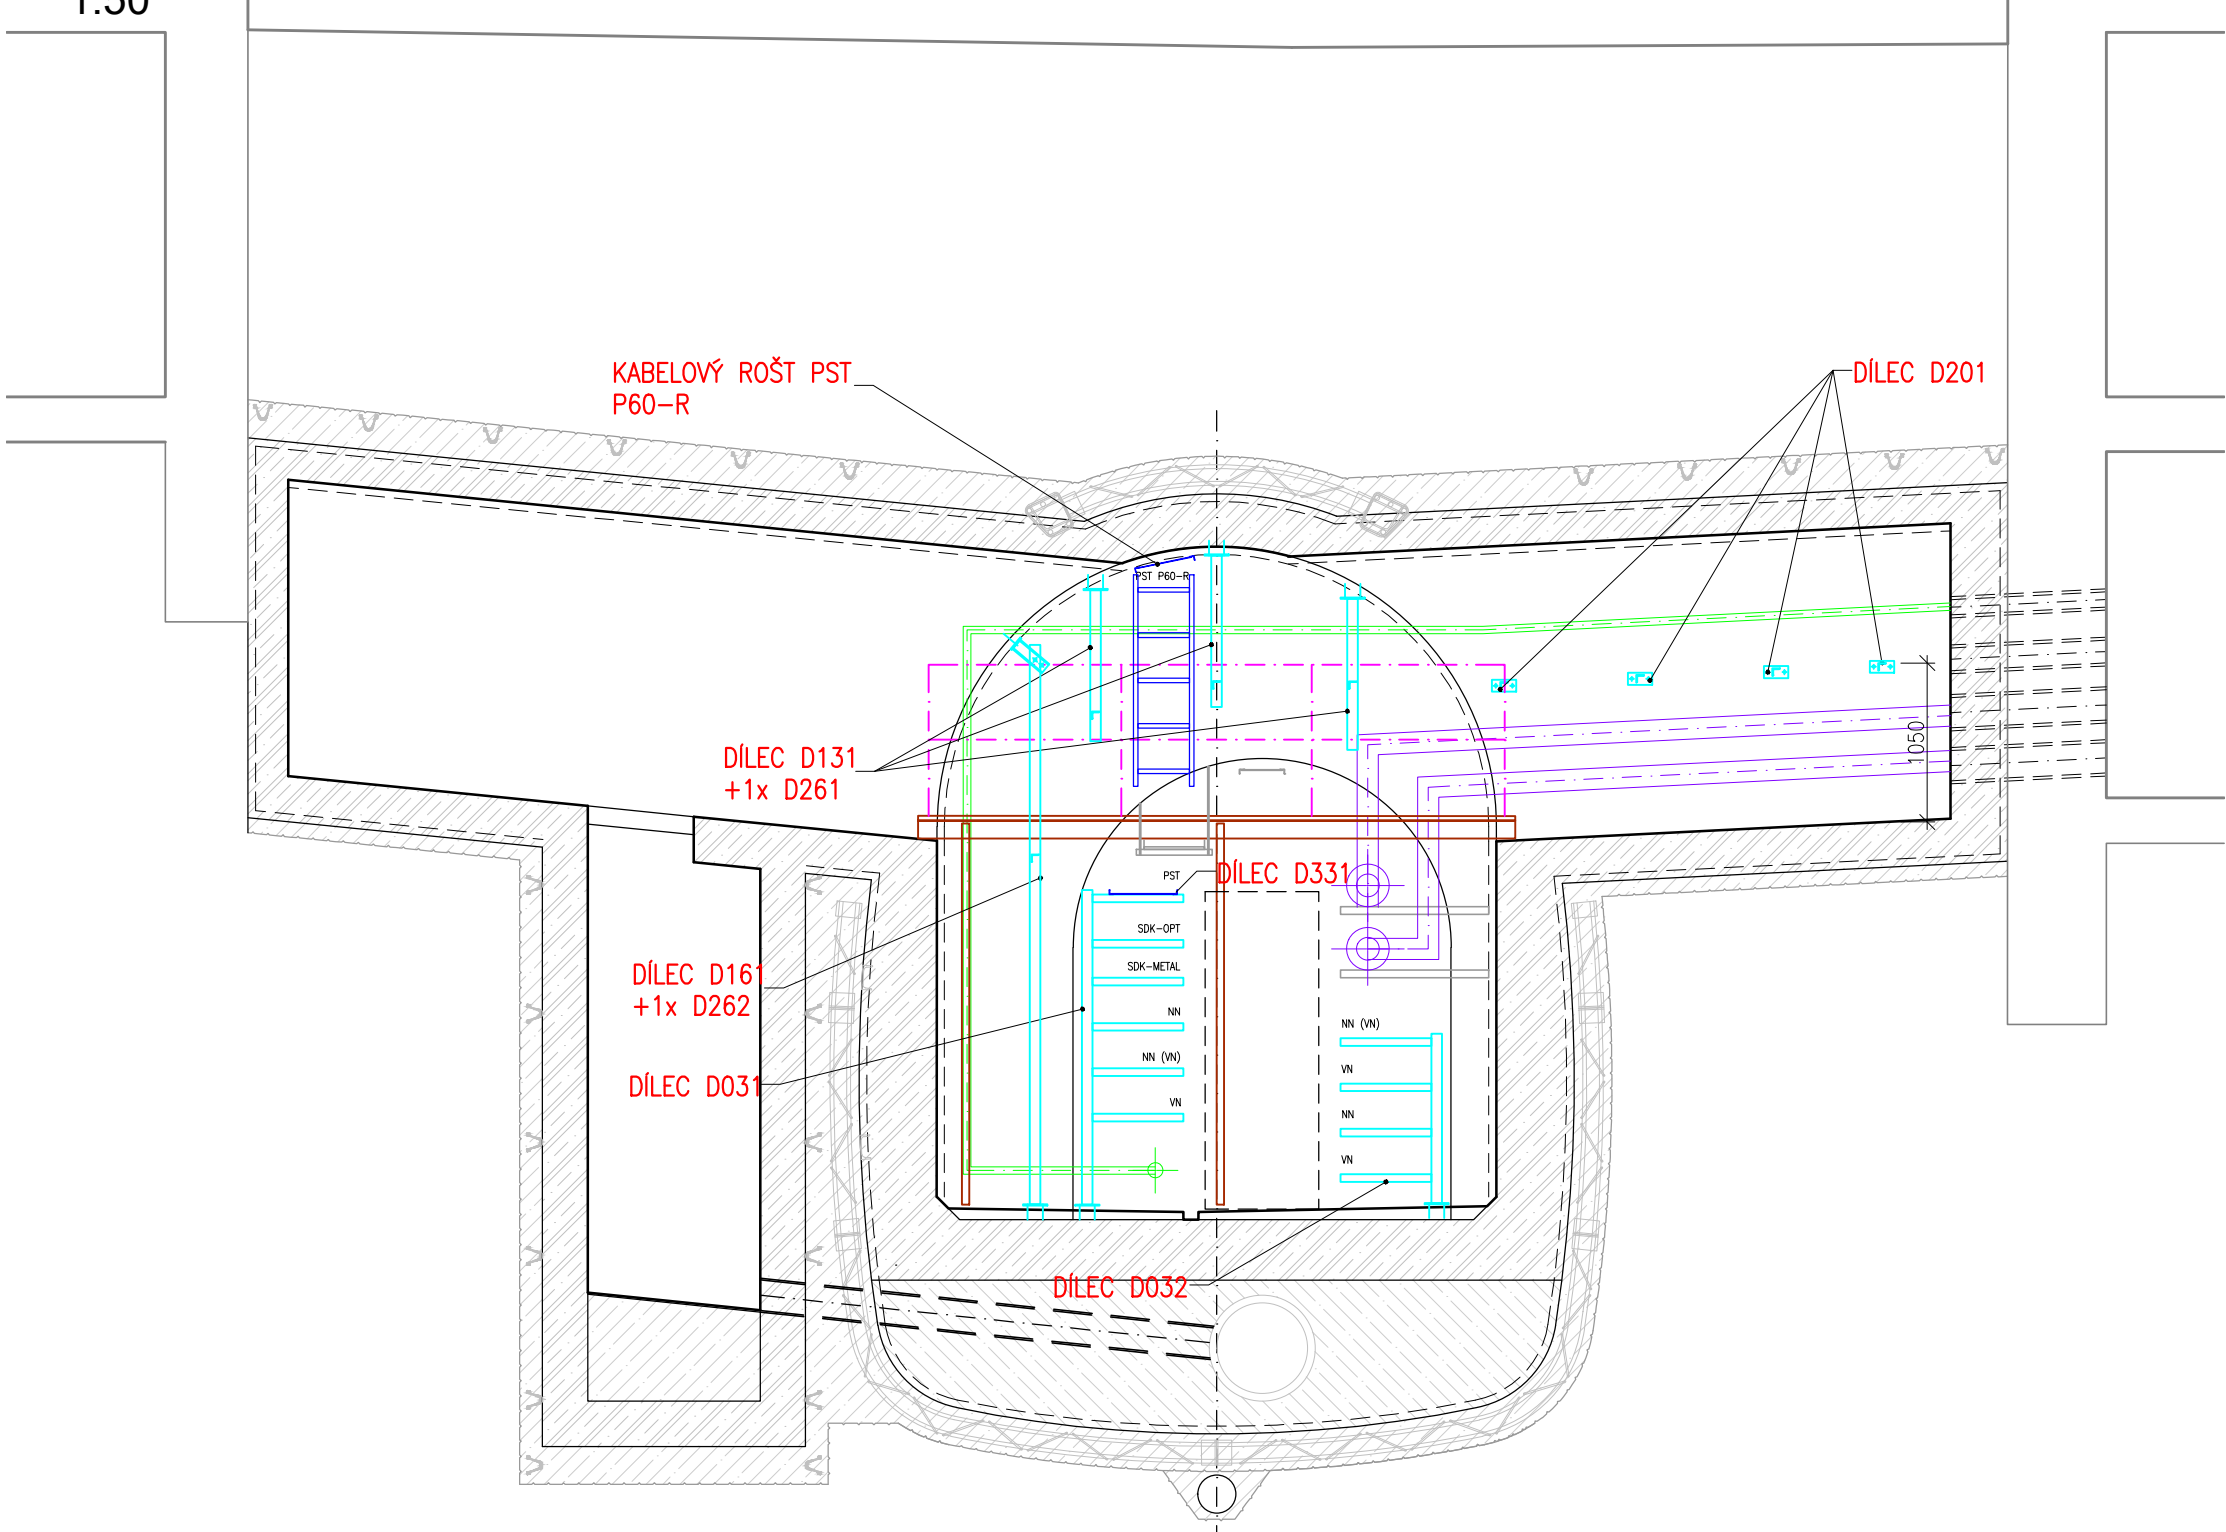 1:50
KABELOVÝ ROŠT PST
P60-R
DÍLEC D201
PST P60-R
1050
DÍLEC D131
+1x D261
PST
DÍLEC D331
SDK-OPT
SDK-METAL
DÍLEC D161
+1x D262
NN
NN (VN)
NN (VN)
VN
DÍLEC D031
VN
NN
VN
DÍLEC D032